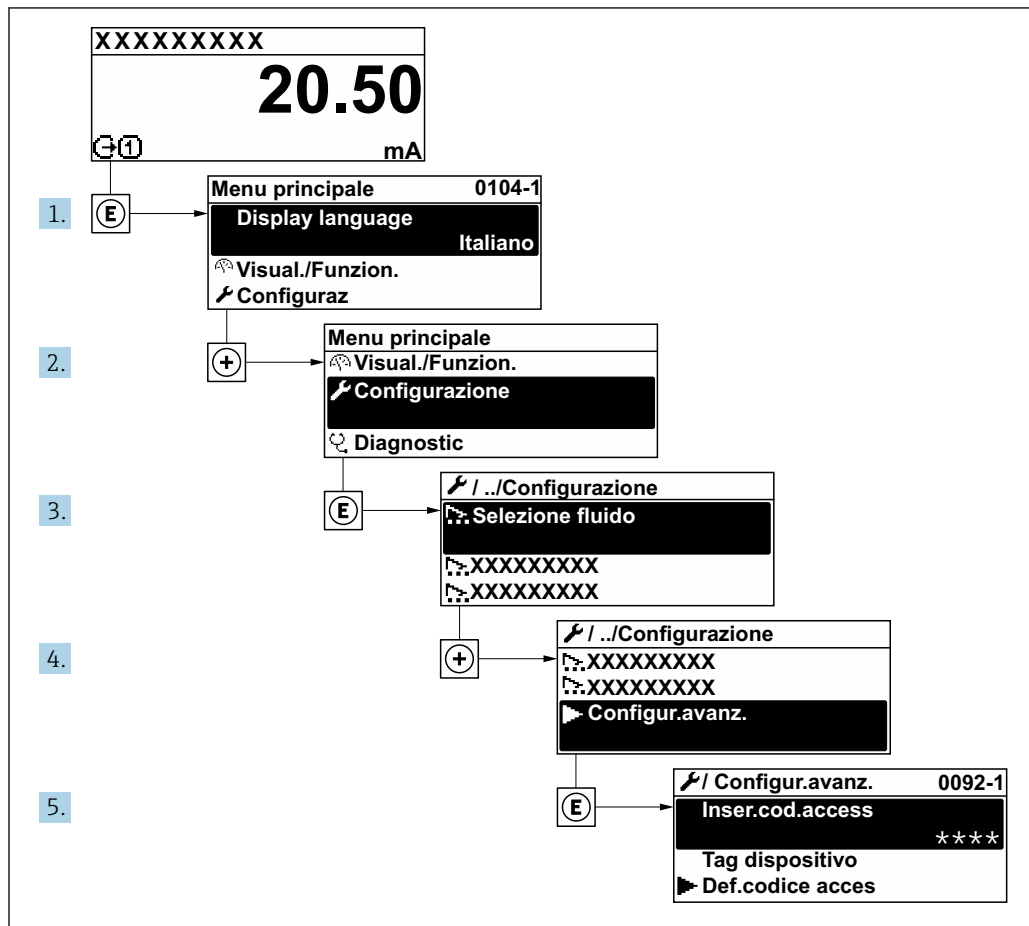 XXXXXXXXX
20.50
mA
1.
E
Menu principale 0104-1
Display language
Italiano
Visual./Funzion.
Configuraz
2.
+
Menu principale
Visual./Funzion.
Configurazione
Diagnostic
3.
E
/ ../Configurazione
Selezione fluido
XXXXXXXXX
XXXXXXXXX
4.
+
/ ../Configurazione
XXXXXXXXX
XXXXXXXXX
Configur.avanz.
5.
E
/ Configur.avanz. 0092-1
Inser.cod.access
****
Tag dispositivo
Def.codice acces